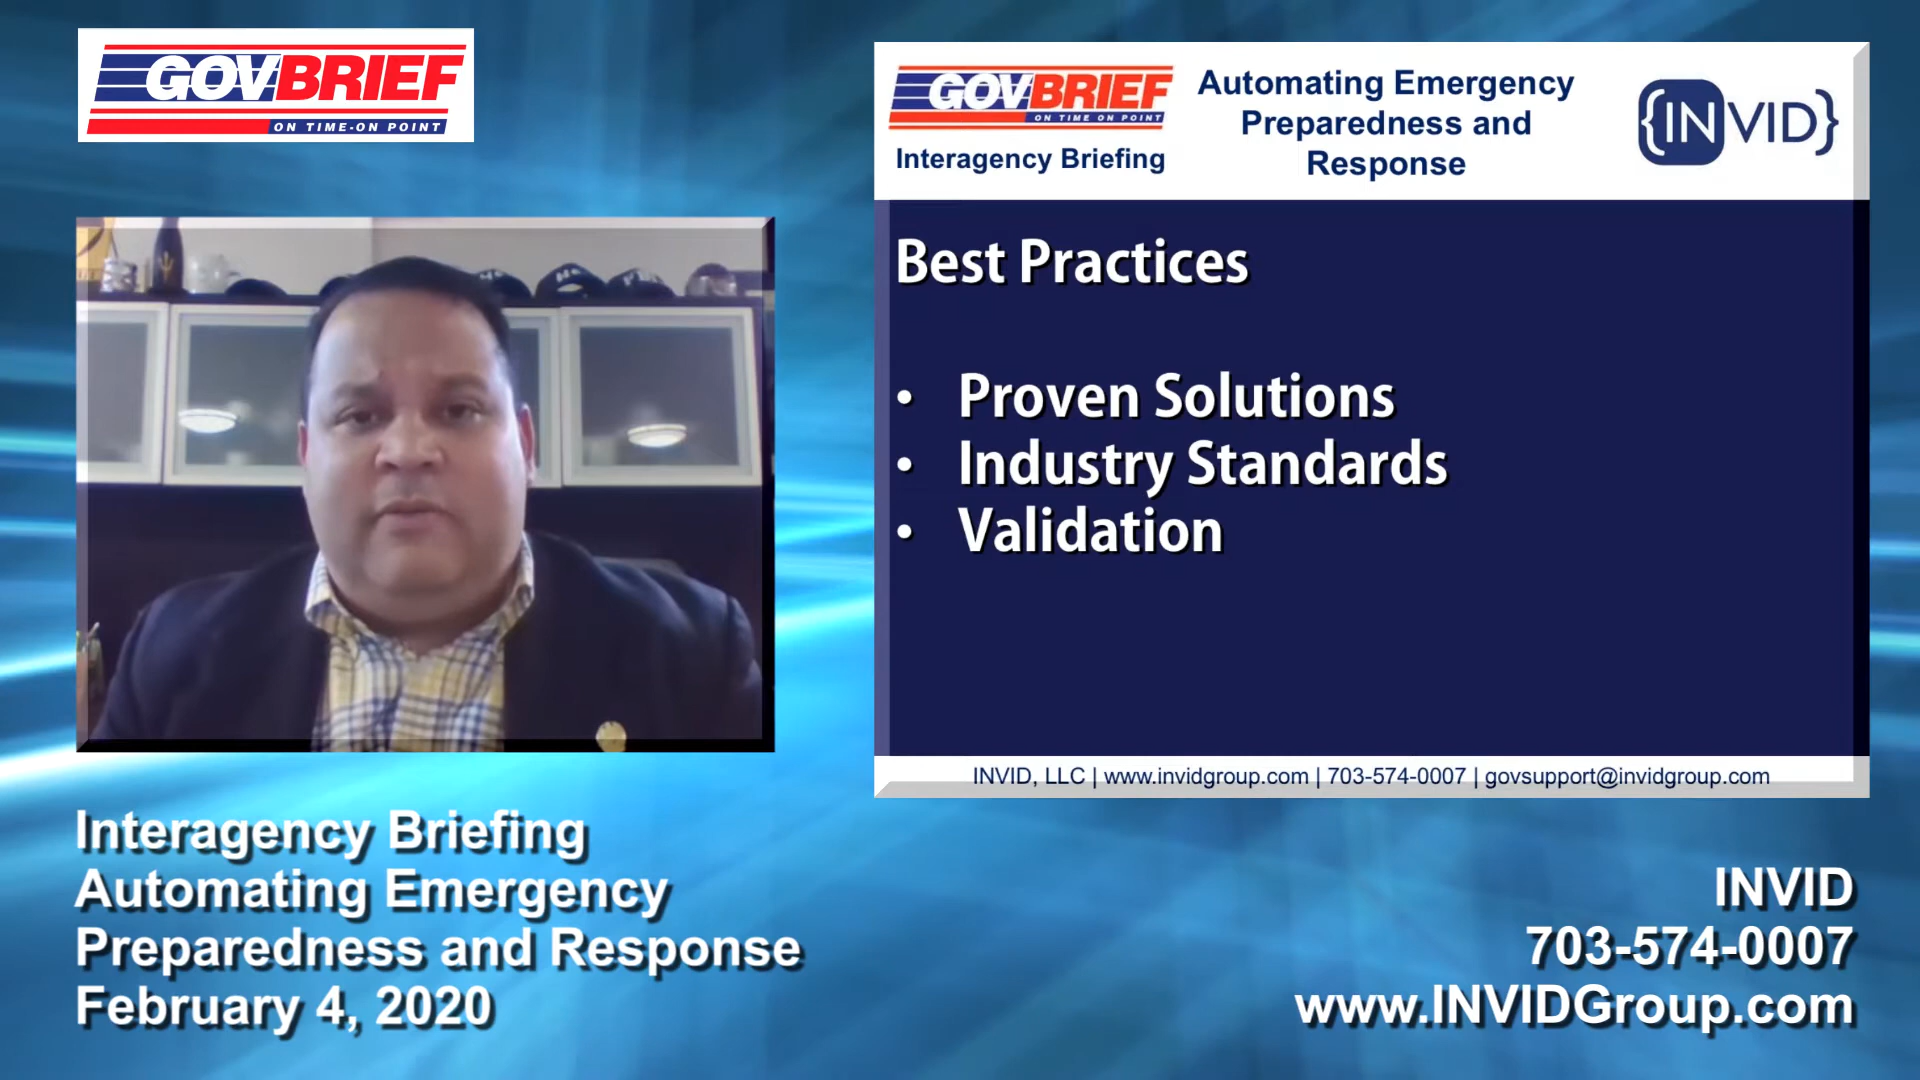 GOVBRIEF
ON TIME-ON POINT
GOVBRIEF
ON TIME-ON POINT
Interagency Briefing
Automating Emergency
Preparedness and
Response
{INVID}
Best Practices
• Proven Solutions
• Industry Standards
• Validation
INVID, LLC | www.invidgroup.com | 703-574-0007 | govsupport@invidgroup.com
Interagency Briefing
Automating Emergency
Preparedness and Response
February 4, 2020
INVID
703-574-0007
www.INVIDGroup.com